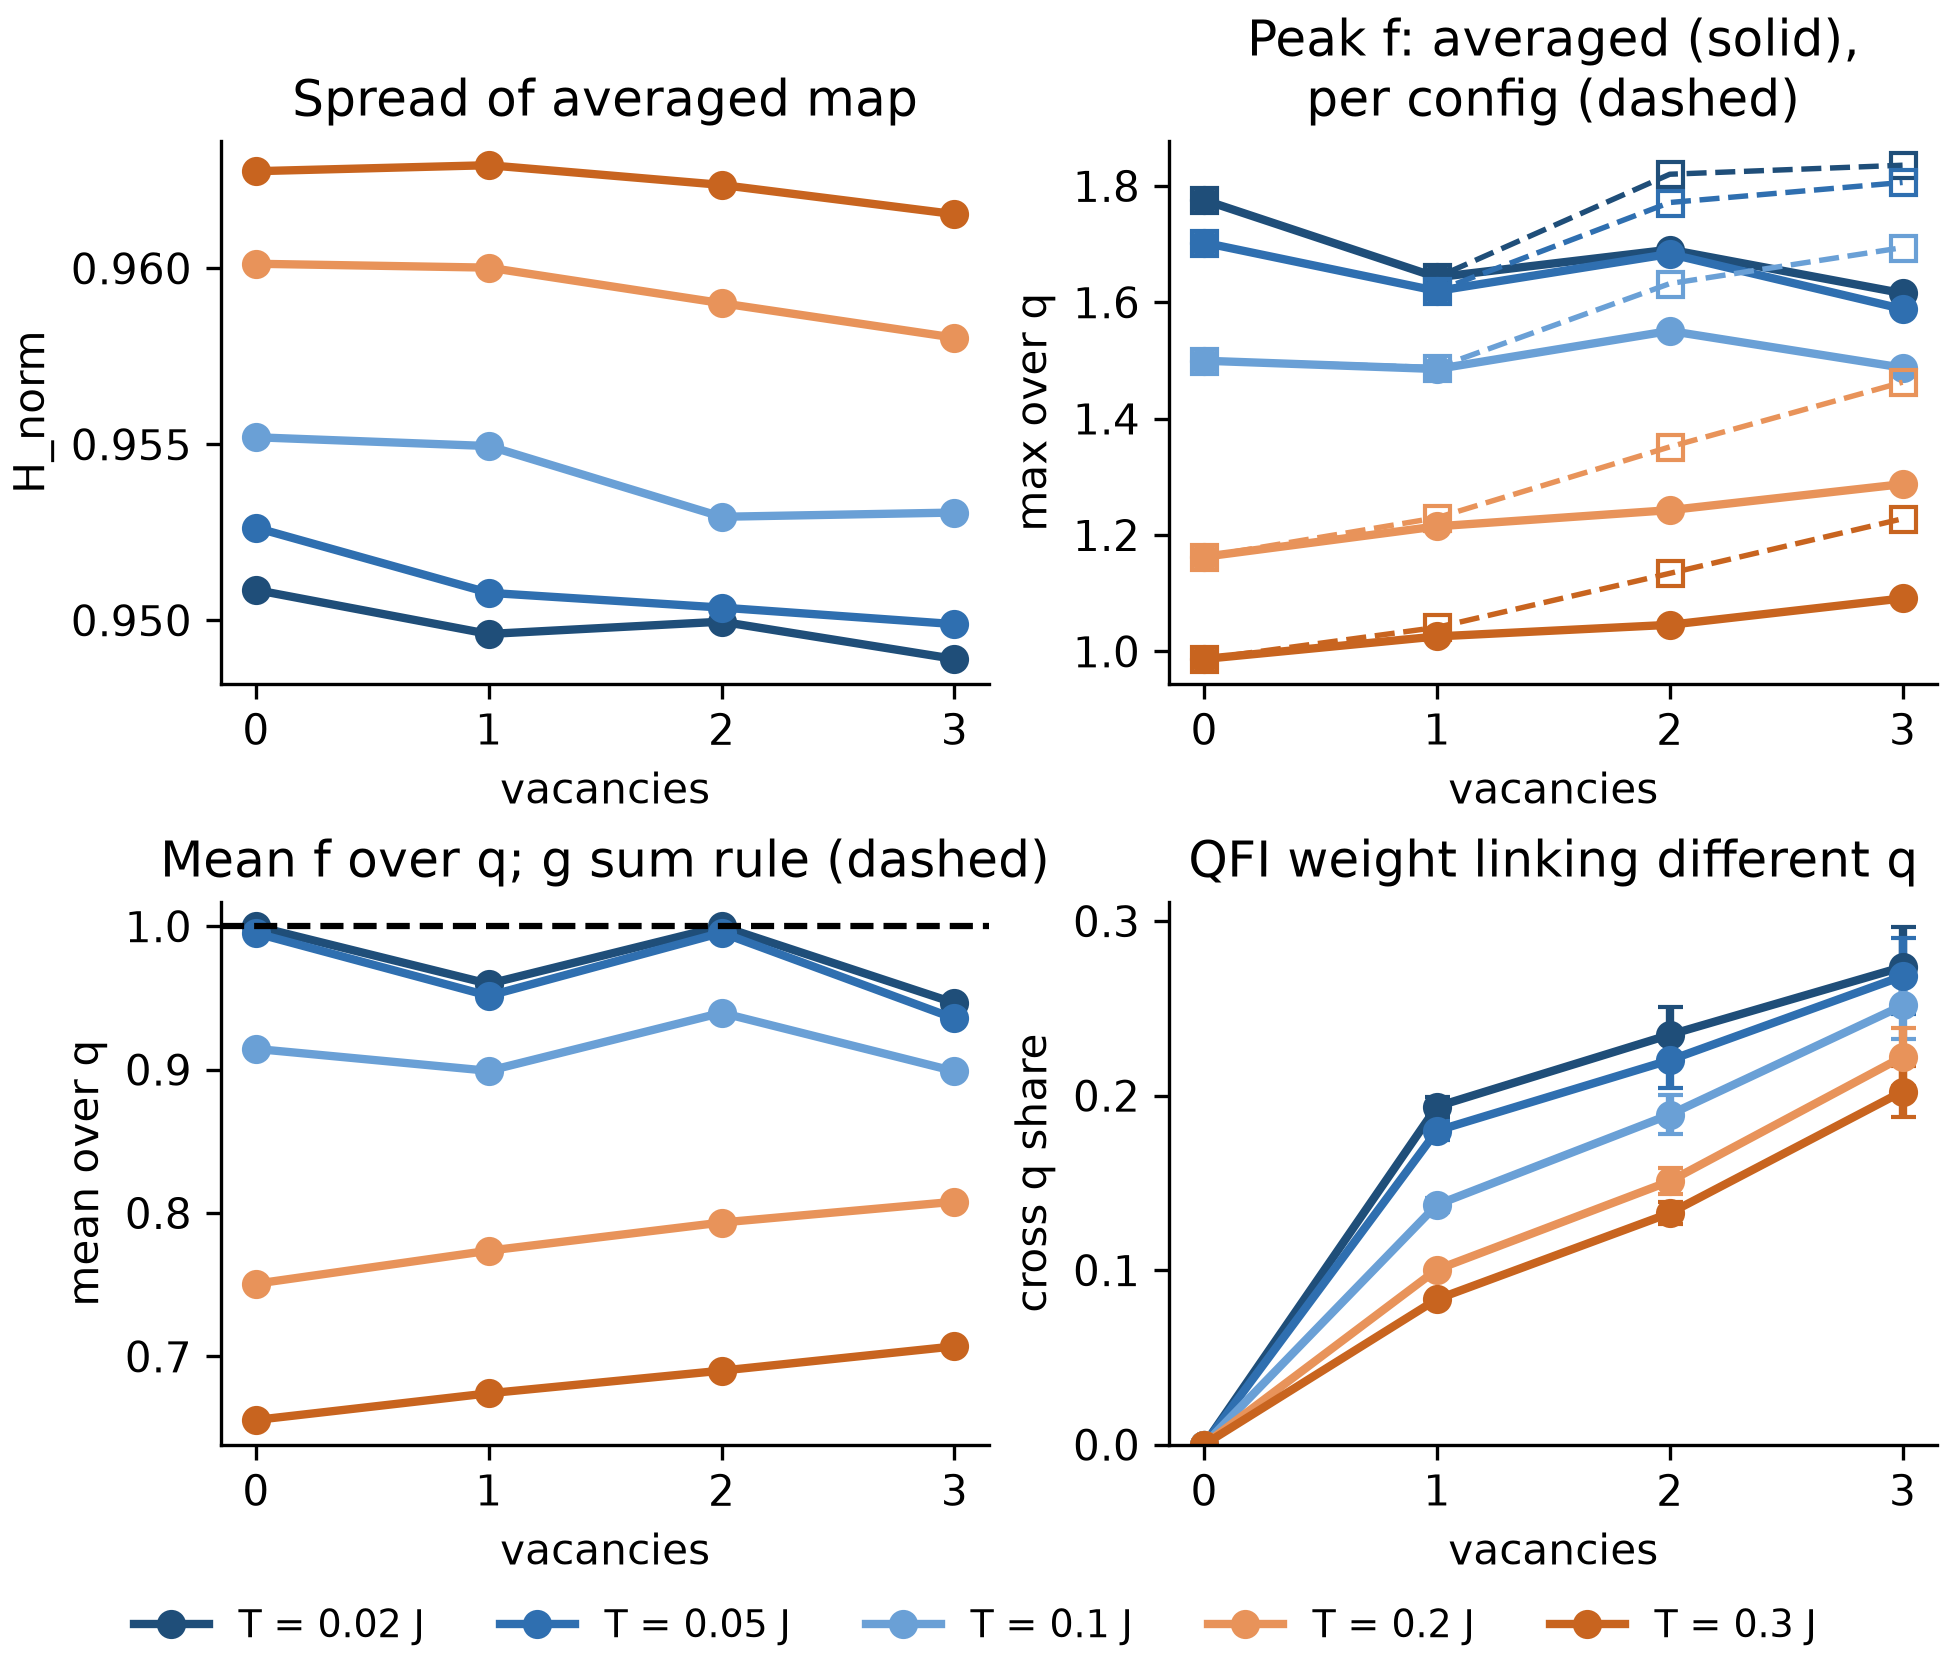 Spread of averaged map
H_norm
0.960
0.955
0.950
0 1 2 3
vacancies
Peak f: averaged (solid),
per config (dashed)
max over q
1.8
1.6
1.4
1.2
1.0
0 1 2 3
vacancies
Mean f over q; g sum rule (dashed)
mean over q
1.0
0.9
0.8
0.7
0 1 2 3
vacancies
QFI weight linking different q
cross q share
0.3
0.2
0.1
0.0
0 1 2 3
vacancies
T = 0.02 J T = 0.05 J T = 0.1 J T = 0.2 J T = 0.3 J